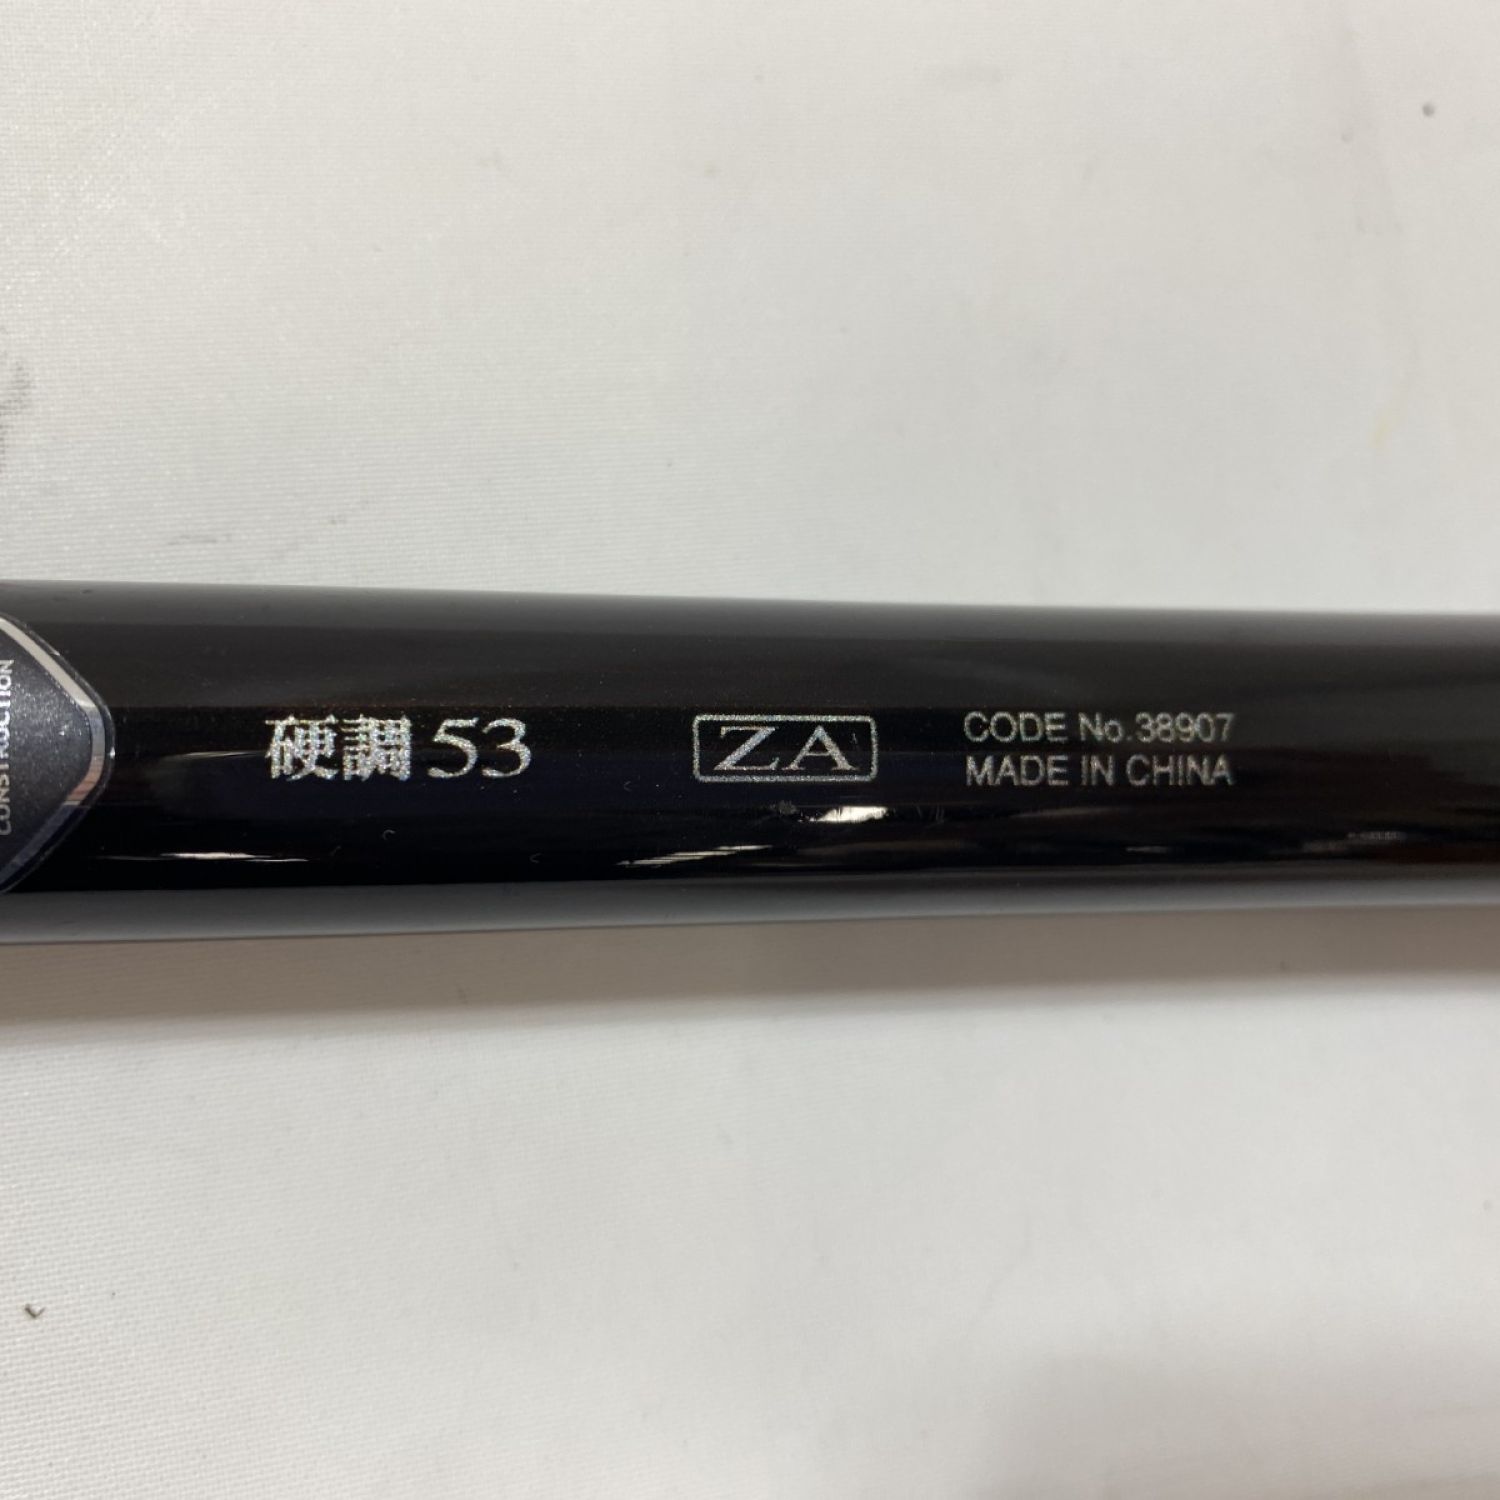 CONSTRUCTION
硬調 53
ZA
CODE No.38907
MADE IN CHINA